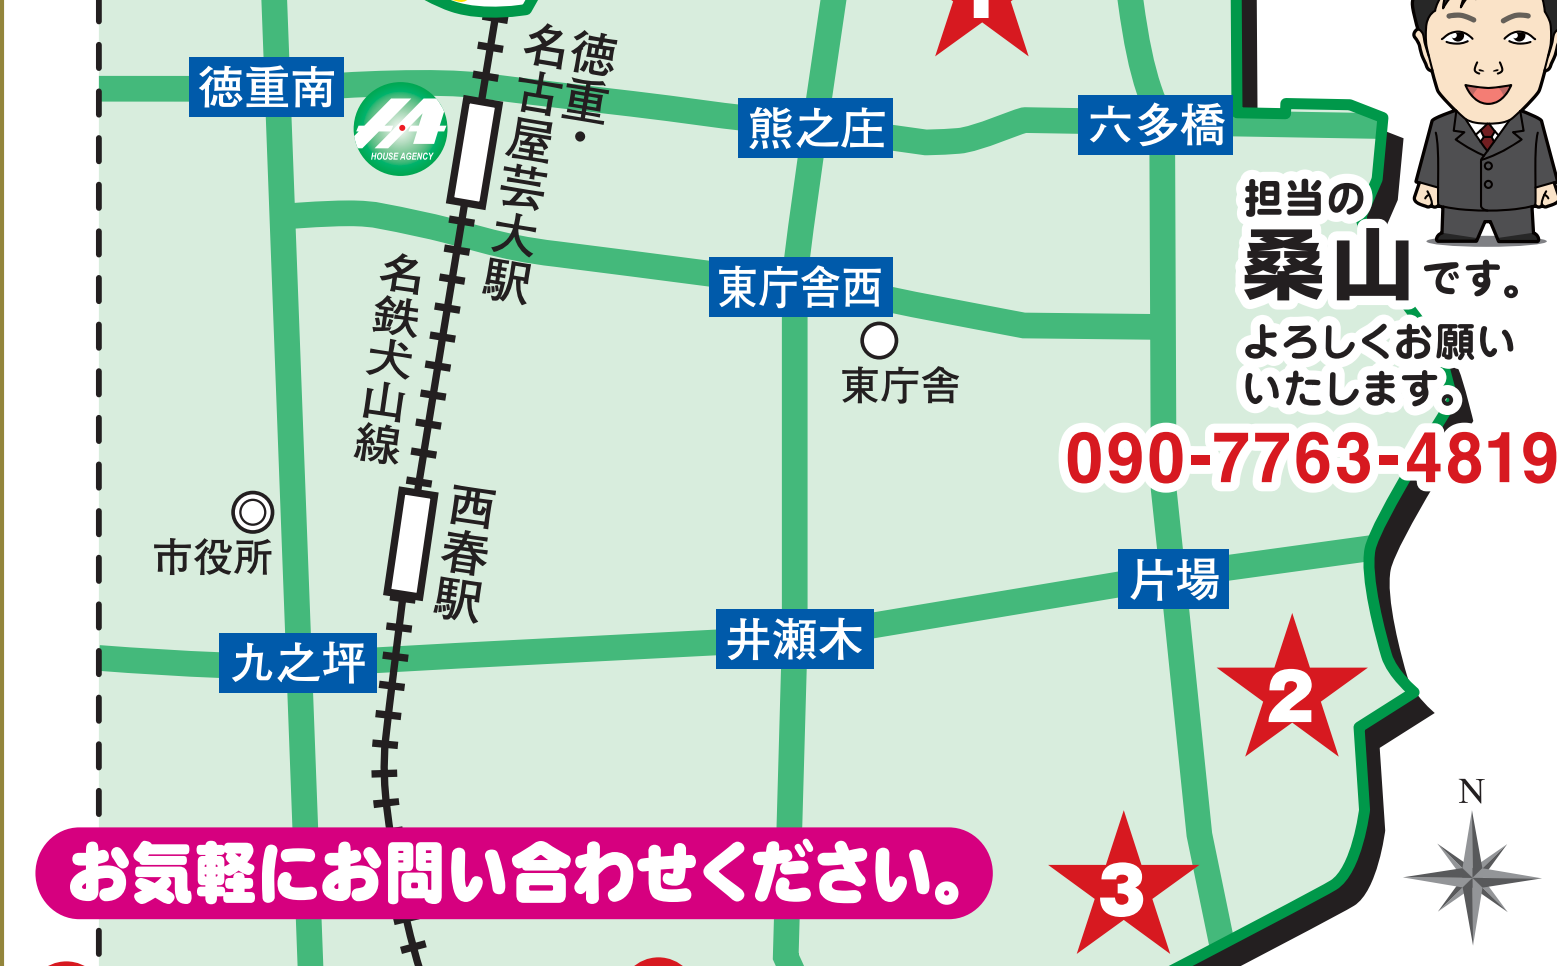 1
徳重南
HOUSE AGENCY
徳重・
名古屋芸大駅
熊之庄
六多橋
担当の
桑山です。
よろしくお願い
いたします。
090-7763-4819
東庁舎西
東庁舎
名鉄犬山線
市役所
西春駅
片場
九之坪
井瀬木
2
N
お気軽にお問い合わせください。
3